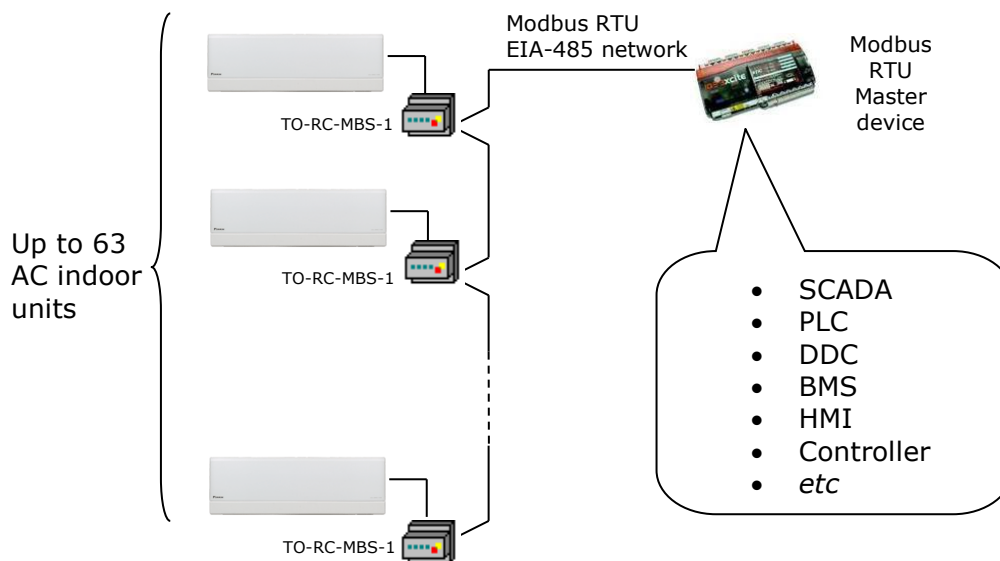 Modbus RTU
EIA-485 network
Modbus
RTU
Master
device
TO-RC-MBS-1
TO-RC-MBS-1
Up to 63
AC indoor
units
• SCADA
• PLC
• DDC
• BMS
• HMI
• Controller
• etc
TO-RC-MBS-1